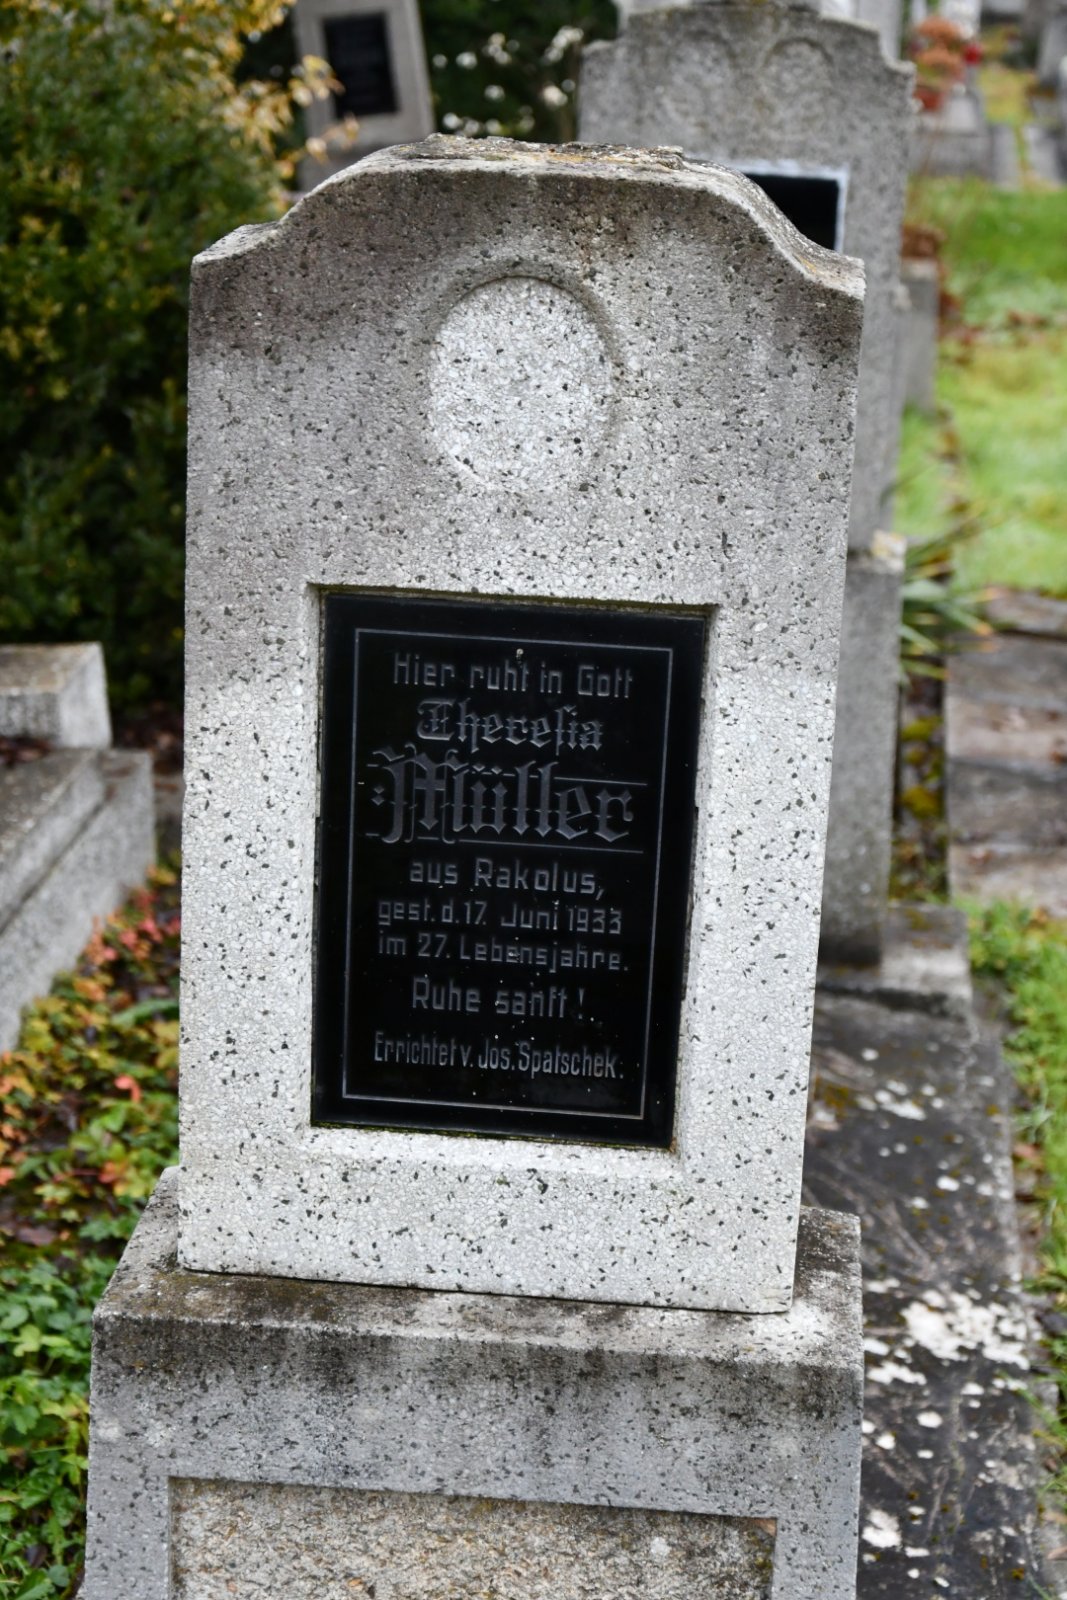 Hier ruht in Gott
Theresia
Müller
aus Rakolus,
gest. d. 17. Juni 1933
im 27. Lebensjahre.
Ruhe sanft!
Errichtet v. Jos. Spatschek.